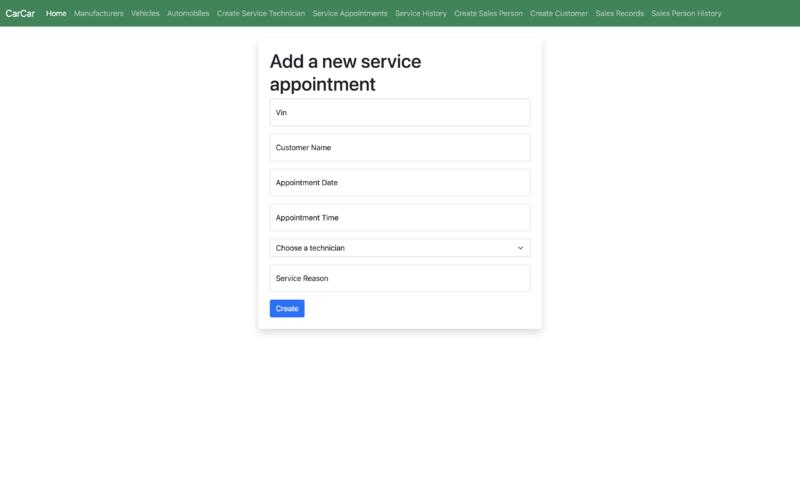 CarCar Home Manufacturers Vehicles Automobiles Create Service Technician Service Appointments Service History Create Sales Person Create Customer Sales Records Sales Person History
Add a new service
appointment
Vin
Customer Name
Appointment Date
Appointment Time
Choose a technician
Service Reason
Create